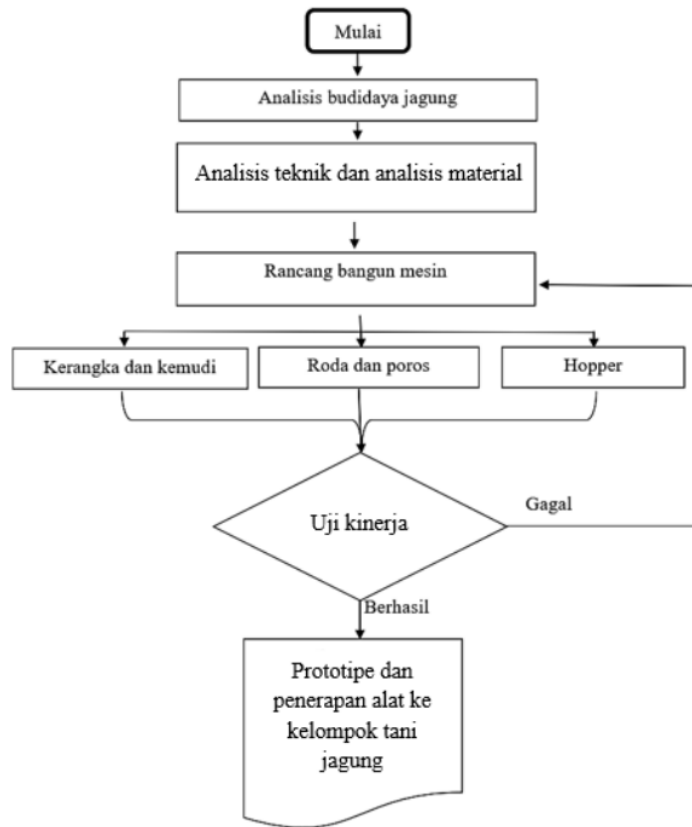 Mulai
Analisis budidaya jagung
Analisis teknik dan analisis material
Rancang bangun mesin
Kerangka dan kemudi
Roda dan poros
Hopper
Uji kinerja
Gagal
Berhasil
Prototipe dan
penerapan alat ke
kelompok tani
jagung